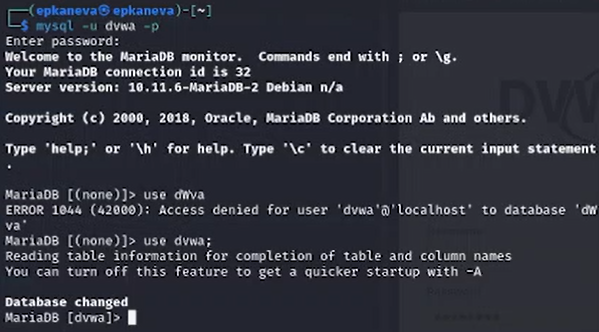 (epkaneva㉿epkaneva)-[~]
$ mysql -u dvwa -p
Enter password:
Welcome to the MariaDB monitor.  Commands end with ; or \g.
Your MariaDB connection id is 32
Server version: 10.11.6-MariaDB-2 Debian n/a
Copyright (c) 2000, 2018, Oracle, MariaDB Corporation Ab and others.
Type 'help;' or '\h' for help. Type '\c' to clear the current input statement
.
MariaDB [(none)]> use dWva
ERROR 1044 (42000): Access denied for user 'dvwa'@'localhost' to database 'dW
va'
MariaDB [(none)]> use dvwa;
Reading table information for completion of table and column names
You can turn off this feature to get a quicker startup with -A
Database changed
MariaDB [dvwa]>
DVW